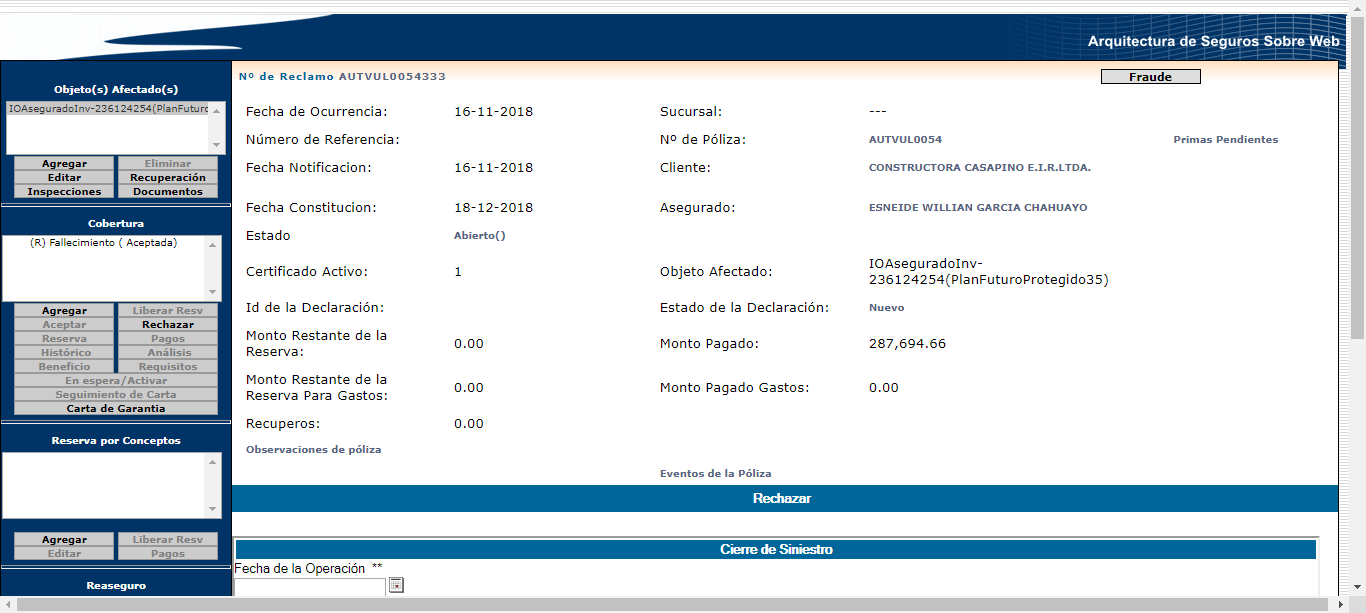 Arquitectura de Seguros Sobre Web
Objeto(s) Afectado(s)
IOAseguradoInv-236124254(PlanFuturo
Agregar Eliminar
Editar Recuperación
Inspecciones Documentos
Cobertura
(R) Fallecimiento ( Aceptada)
Agregar Liberar Resv
Aceptar Rechazar
Reserva Pagos
Histórico Análisis
Beneficio Requisitos
En espera/Activar
Seguimiento de Carta
Carta de Garantia
Reserva por Conceptos
Agregar Liberar Resv
Editar Pagos
Reaseguro
Nº de Reclamo AUTVUL0054333 Fraude
Fecha de Ocurrencia: 16-11-2018 Sucursal: ---
Número de Referencia: Nº de Póliza: AUTVUL0054 Primas Pendientes
Fecha Notificacion: 16-11-2018 Cliente: CONSTRUCTORA CASAPINO E.I.R.LTDA.
Fecha Constitucion: 18-12-2018 Asegurado: ESNEIDE WILLIAN GARCIA CHAHUAYO
Estado Abierto()
Certificado Activo: 1 Objeto Afectado: IOAseguradoInv-
236124254(PlanFuturoProtegido35)
Id de la Declaración: Estado de la Declaración: Nuevo
Monto Restante de la
Reserva: 0.00 Monto Pagado: 287,694.66
Monto Restante de la
Reserva Para Gastos: 0.00 Monto Pagado Gastos: 0.00
Recuperos: 0.00
Observaciones de póliza
Eventos de la Póliza
Rechazar
Cierre de Siniestro
Fecha de la Operación **